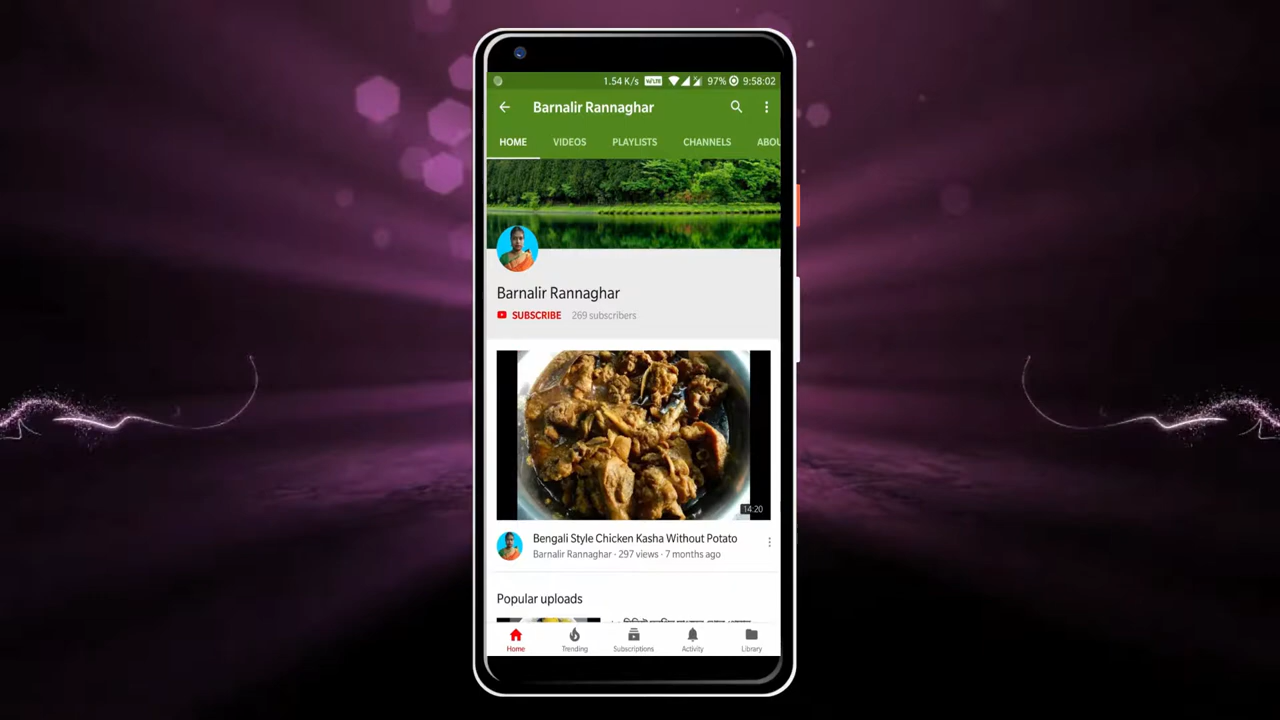 1.54 K/s VoLTE 97% 9:58:02
Barnalir Rannaghar
HOME VIDEOS PLAYLISTS CHANNELS ABOU
Barnalir Rannaghar
SUBSCRIBE 269 subscribers
14:20
Bengali Style Chicken Kasha Without Potato
Barnalir Rannaghar · 297 views · 7 months ago
Popular uploads
Home Trending Subscriptions Activity Library